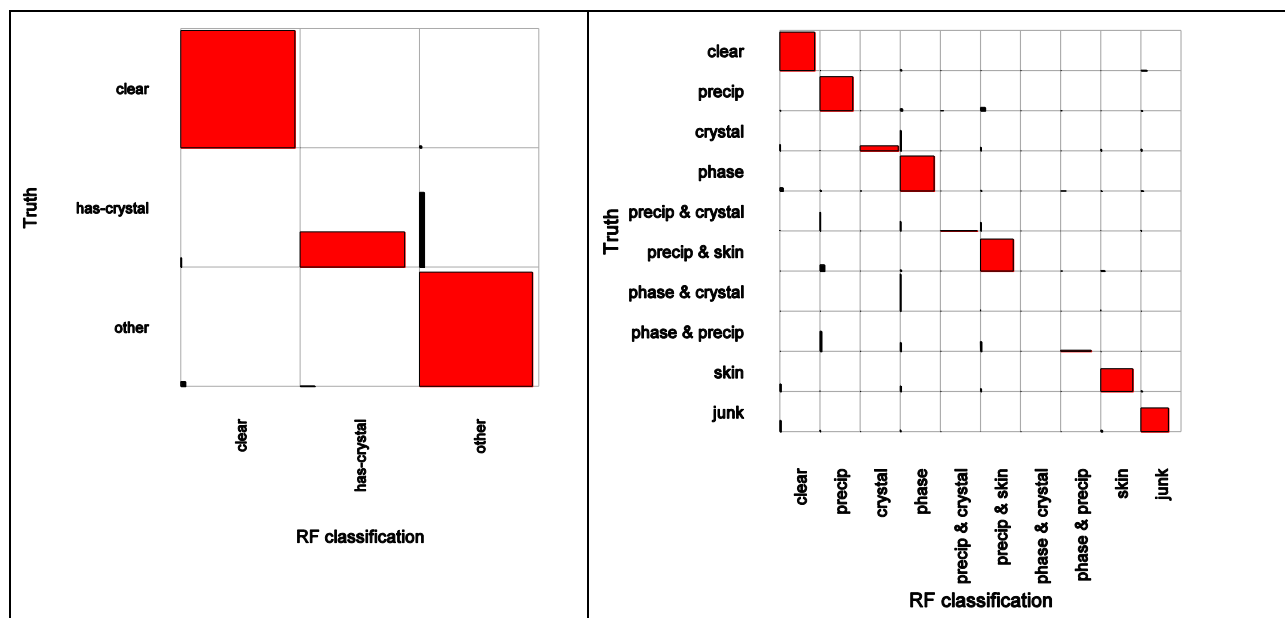 clear
has-crystal
other
Truth
clear
has-crystal
other
RF classification
clear
precip
crystal
phase
precip & crystal
precip & skin
phase & crystal
phase & precip
skin
junk
Truth
clear
precip
crystal
phase
precip & crystal
precip & skin
phase & crystal
phase & precip
skin
junk
RF classification